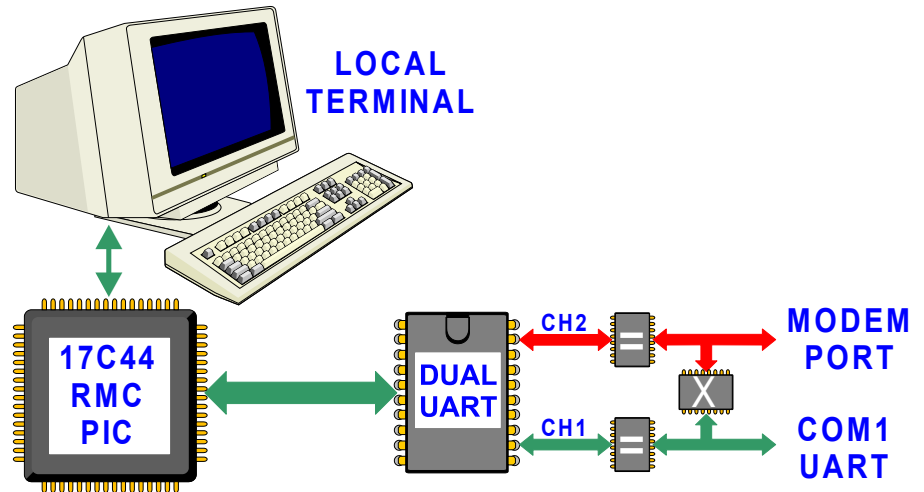 LOCAL
TERMINAL
17C44
RMC
PIC
DUAL
UART
CH2
=
MODEM
PORT
X
CH1
=
COM1
UART